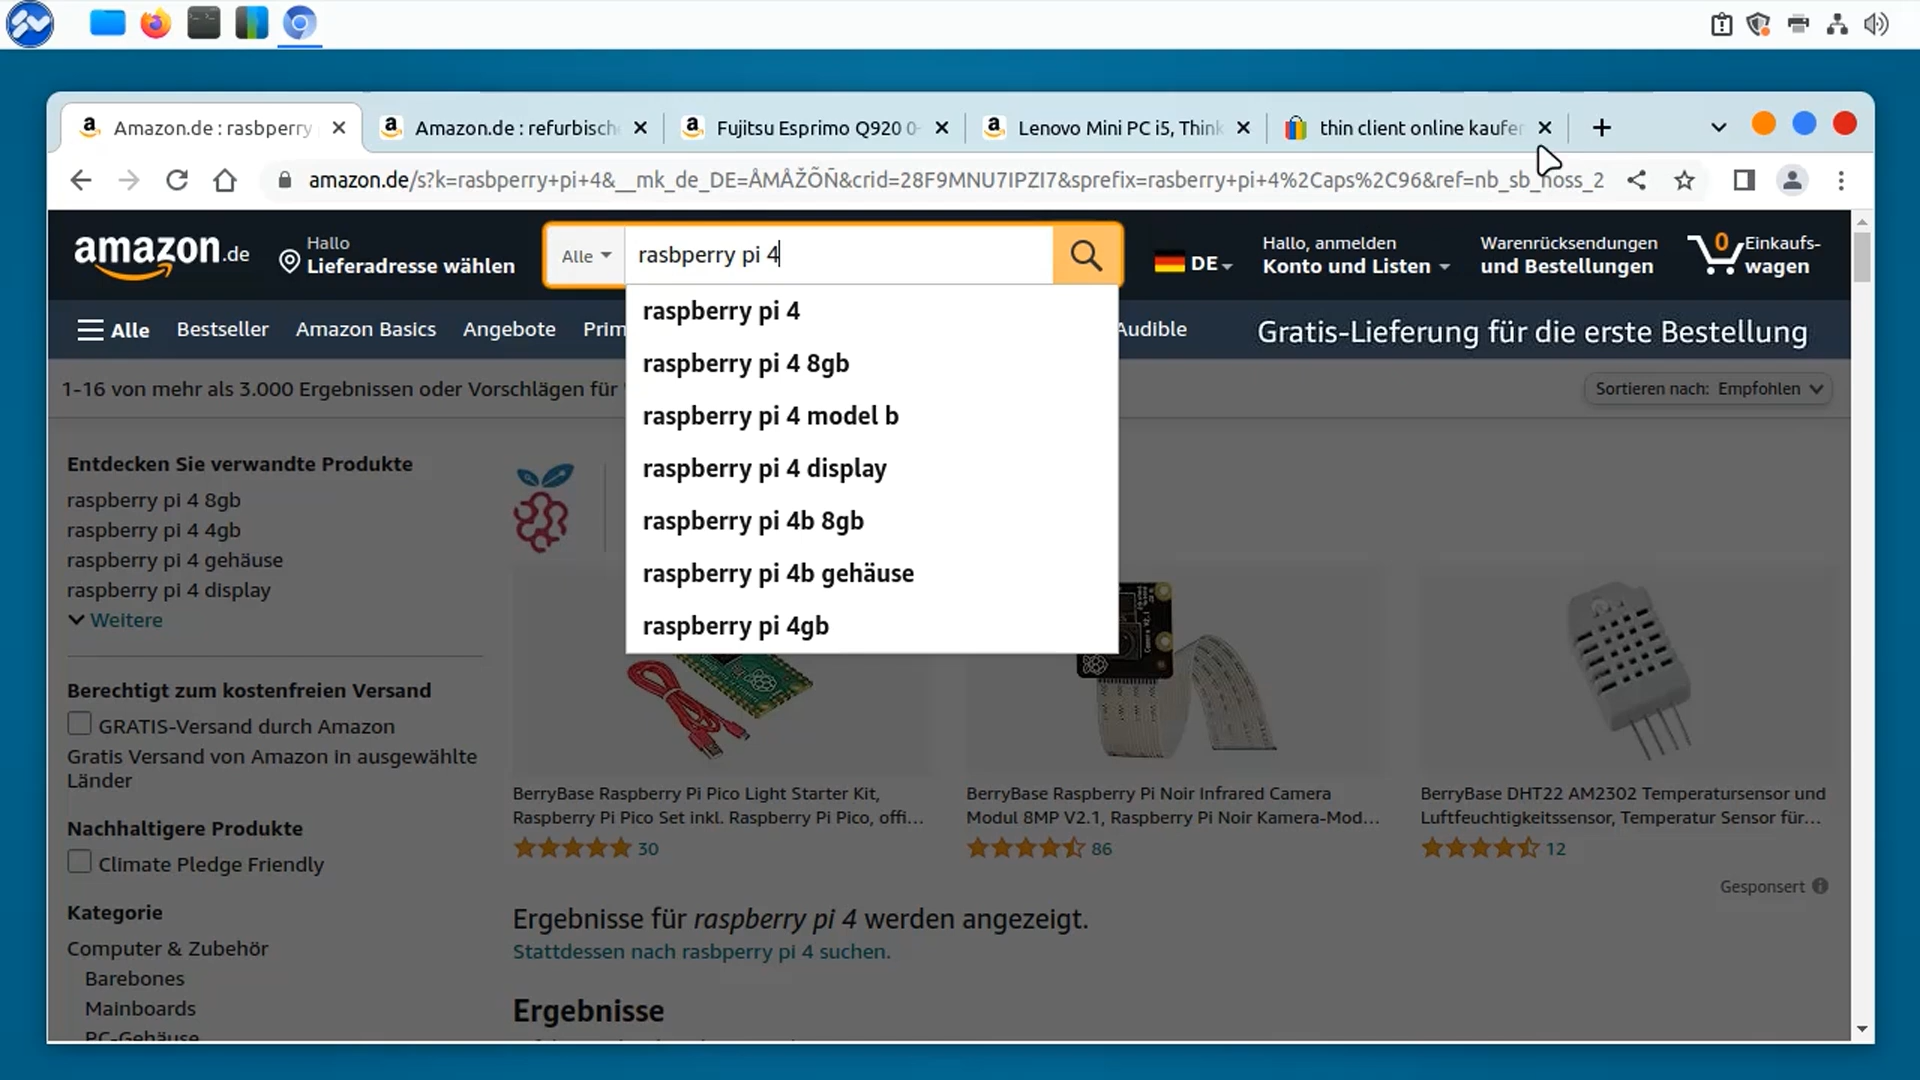 Amazon.de : rasbperry
Amazon.de : refurbische
Fujitsu Esprimo Q920 0-
Lenovo Mini PC i5, Think
thin client online kaufen
amazon.de/s?k=rasbperry+pi+4&__mk_de_DE=ÅMÅŽÕÑ&crid=28F9MNU7IPZI7&sprefix=rasberry+pi+4%2Caps%2C96&ref=nb_sb_noss_2
amazon.de
Hallo
Lieferadresse wählen
Alle
rasbperry pi 4
DE
Hallo, anmelden
Konto und Listen
Warenrücksendungen
und Bestellungen
0
Einkaufs-
wagen
Alle
Bestseller
Amazon Basics
Angebote
Prim
Audible
Gratis-Lieferung für die erste Bestellung
raspberry pi 4
raspberry pi 4 8gb
raspberry pi 4 model b
raspberry pi 4 display
raspberry pi 4b 8gb
raspberry pi 4b gehäuse
raspberry pi 4gb
1-16 von mehr als 3.000 Ergebnissen oder Vorschlägen für
Sortieren nach: Empfohlen
Entdecken Sie verwandte Produkte
raspberry pi 4 8gb
raspberry pi 4 4gb
raspberry pi 4 gehäuse
raspberry pi 4 display
Weitere
Berechtigt zum kostenfreien Versand
GRATIS-Versand durch Amazon
Gratis Versand von Amazon in ausgewählte
Länder
Nachhaltigere Produkte
Climate Pledge Friendly
Kategorie
Computer & Zubehör
Barebones
Mainboards
PC-Gehäuse
BerryBase Raspberry Pi Pico Light Starter Kit,
Raspberry Pi Pico Set inkl. Raspberry Pi Pico, offi...
30
BerryBase Raspberry Pi Noir Infrared Camera
Modul 8MP V2.1, Raspberry Pi Noir Kamera-Mod...
86
BerryBase DHT22 AM2302 Temperatursensor und
Luftfeuchtigkeitssensor, Temperatur Sensor für...
12
Gesponsert
Ergebnisse für raspberry pi 4 werden angezeigt.
Stattdessen nach rasbperry pi 4 suchen.
Ergebnisse